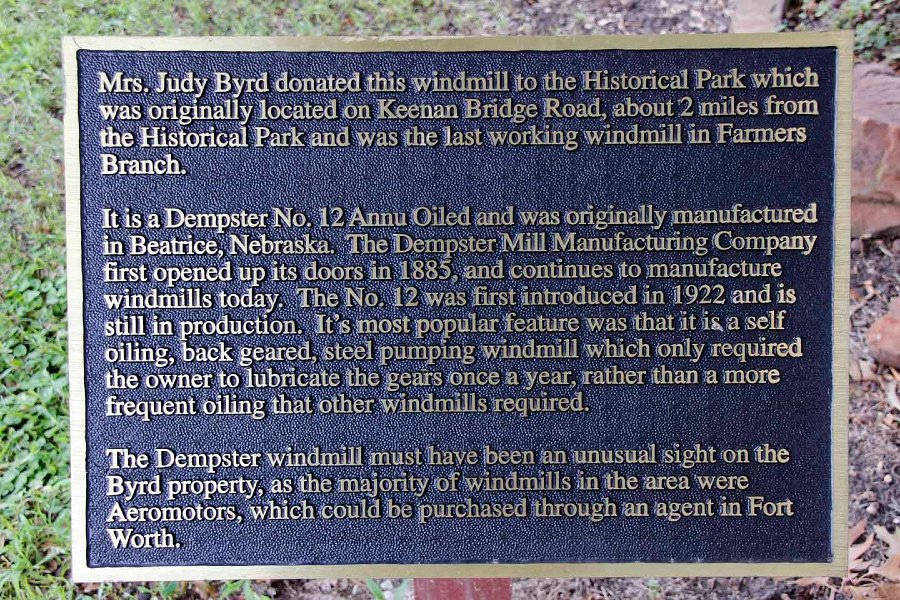 Mrs. Judy Byrd donated this windmill to the Historical Park which
was originally located on Keenan Bridge Road, about 2 miles from
the Historical Park and was the last working windmill in Farmers
Branch.
It is a Dempster No. 12 Annu Oiled and was originally manufactured
in Beatrice, Nebraska. The Dempster Mill Manufacturing Company
first opened up its doors in 1885, and continues to manufacture
windmills today. The No. 12 was first introduced in 1922 and is
still in production. It's most popular feature was that it is a self
oiling, back geared, steel pumping windmill which only required
the owner to lubricate the gears once a year, rather than a more
frequent oiling that other windmills required.
The Dempster windmill must have been an unusual sight on the
Byrd property, as the majority of windmills in the area were
Aeromotors, which could be purchased through an agent in Fort
Worth.